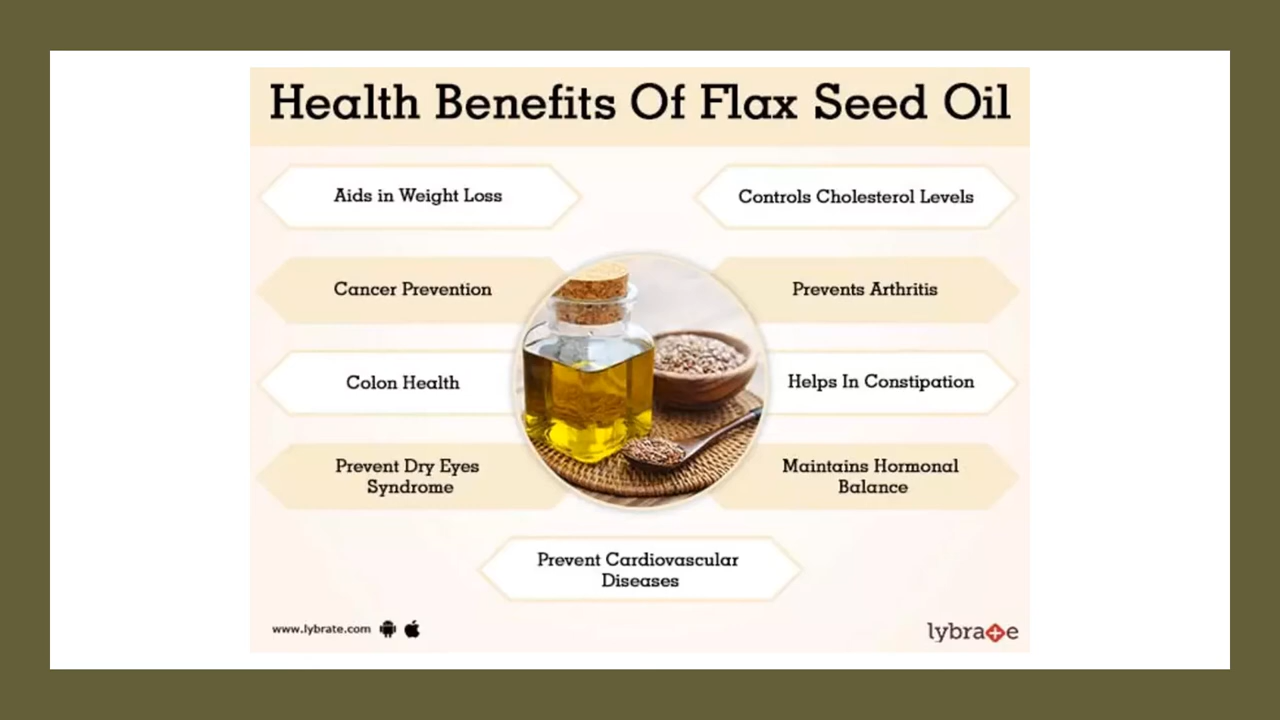 Health Benefits Of Flax Seed Oil
Aids in Weight Loss
Controls Cholesterol Levels
Cancer Prevention
Prevents Arthritis
Colon Health
Helps In Constipation
Prevent Dry Eyes
Syndrome
Maintains Hormonal
Balance
Prevent Cardiovascular
Diseases
www.lybrate.com
lybrate